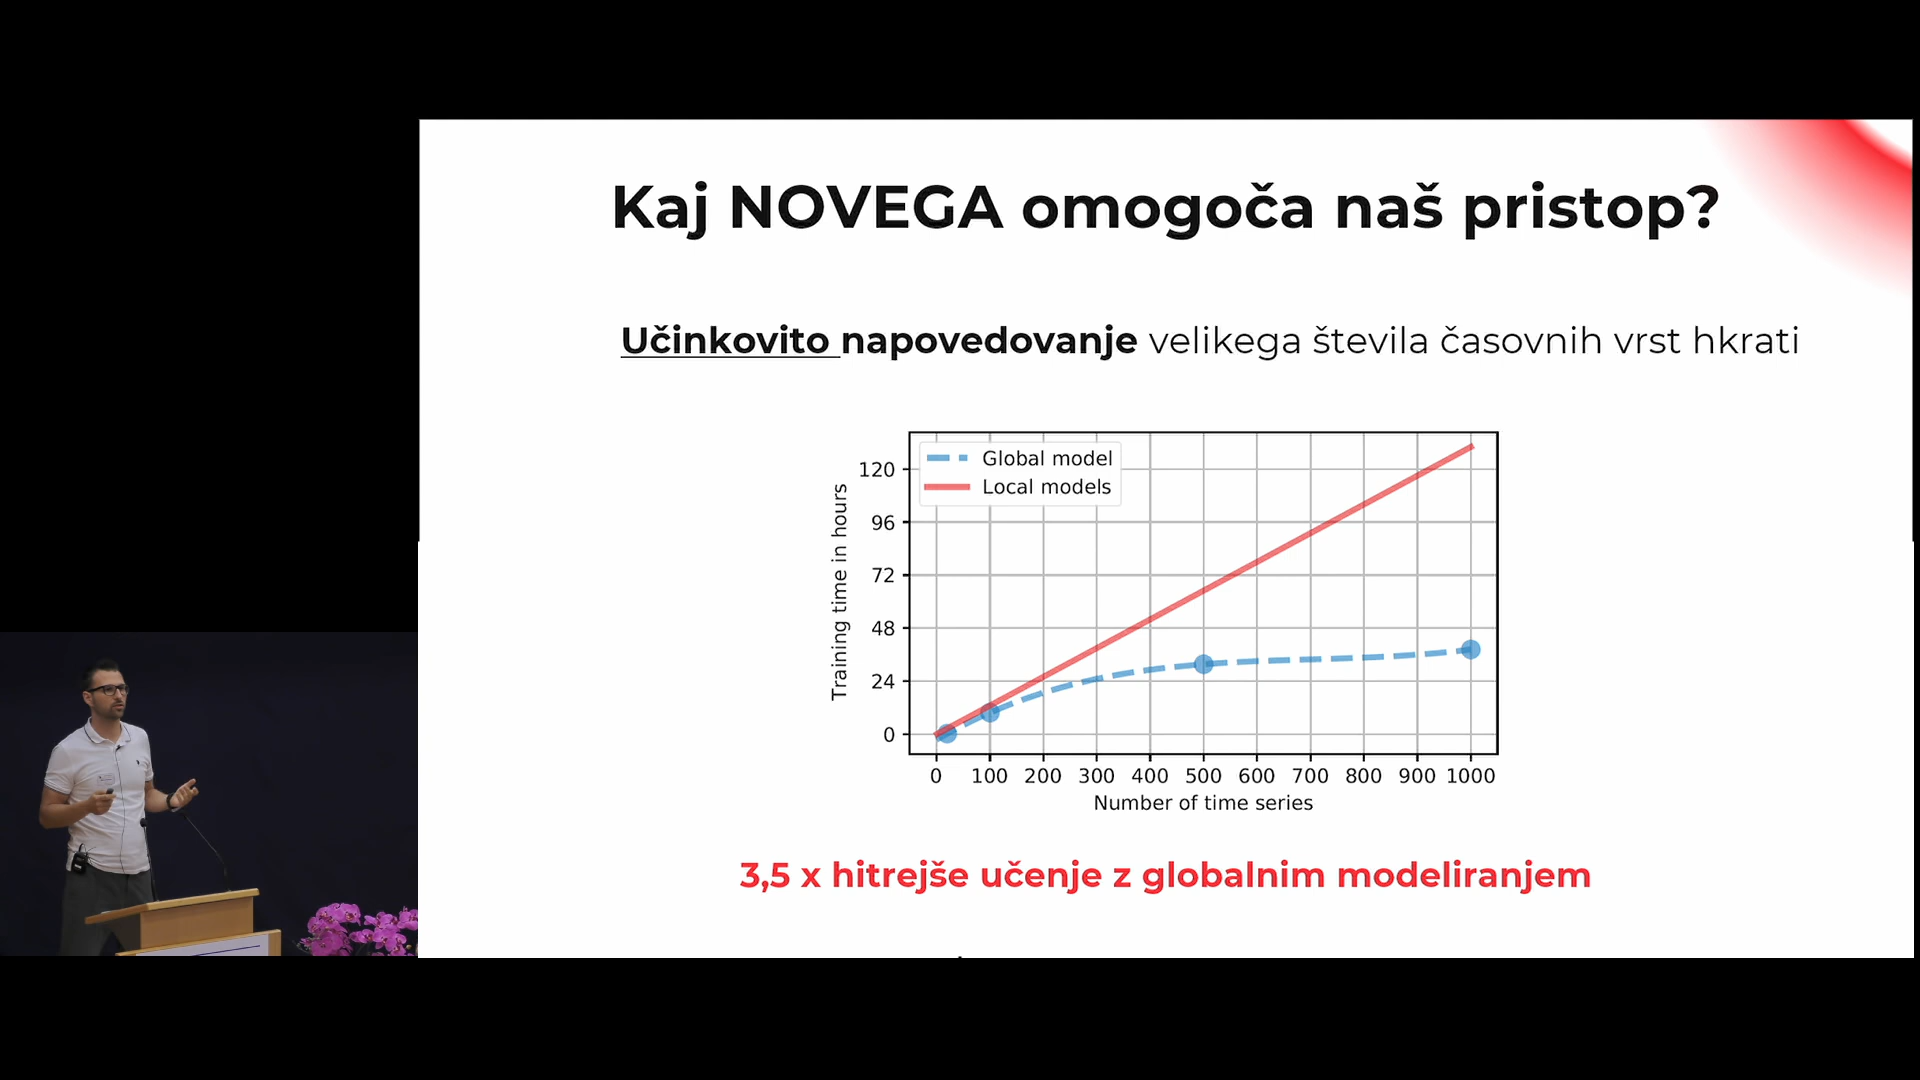 Kaj NOVEGA omogoča naš pristop?
Učinkovito napovedovanje velikega števila časovnih vrst hkrati
Global model
Local models
Training time in hours
120
96
72
48
24
0
0 100 200 300 400 500 600 700 800 900 1000
Number of time series
3,5 x hitrejše učenje z globalnim modeliranjem